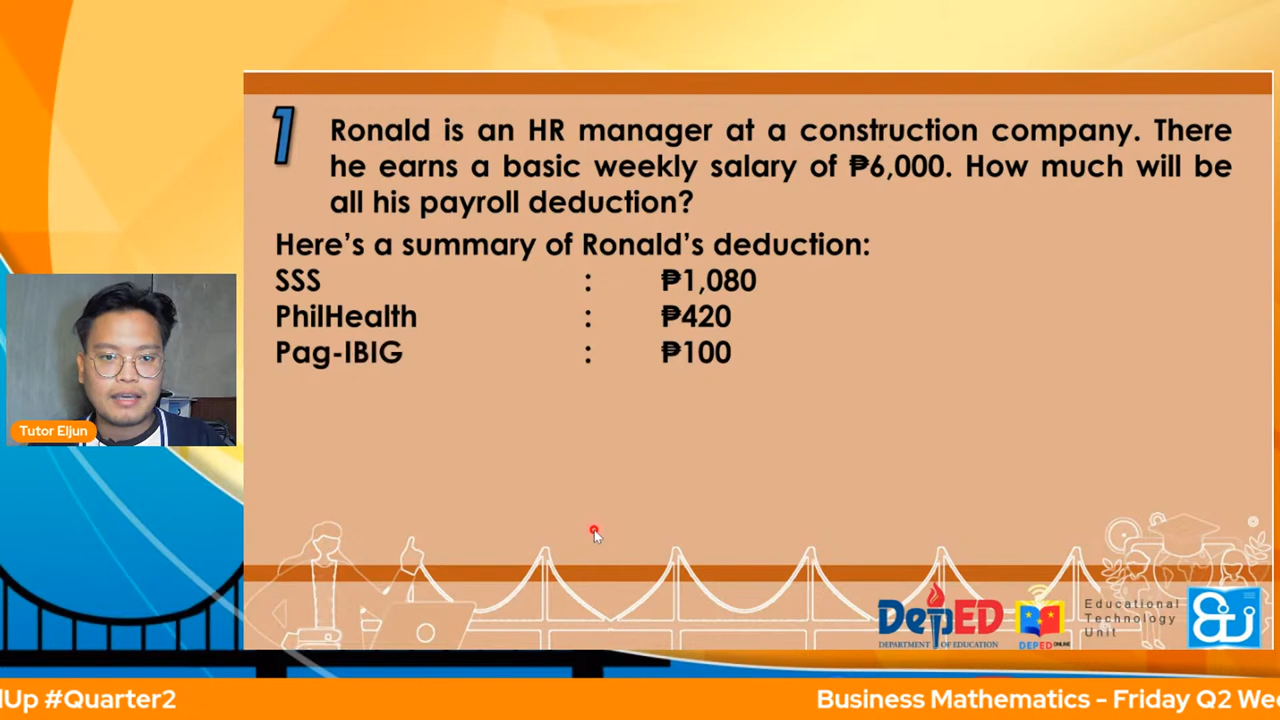 1
Ronald is an HR manager at a construction company. There
he earns a basic weekly salary of ₱6,000. How much will be
all his payroll deduction?
Here's a summary of Ronald's deduction:
SSS : ₱1,080
PhilHealth : ₱420
Pag-IBIG : ₱100
Tutor Eljun
DepED
DEPARTMENT OF EDUCATION
DEPED ONLINE
Educational
Technology
Unit
#Quarter2
Business Mathematics - Friday Q2